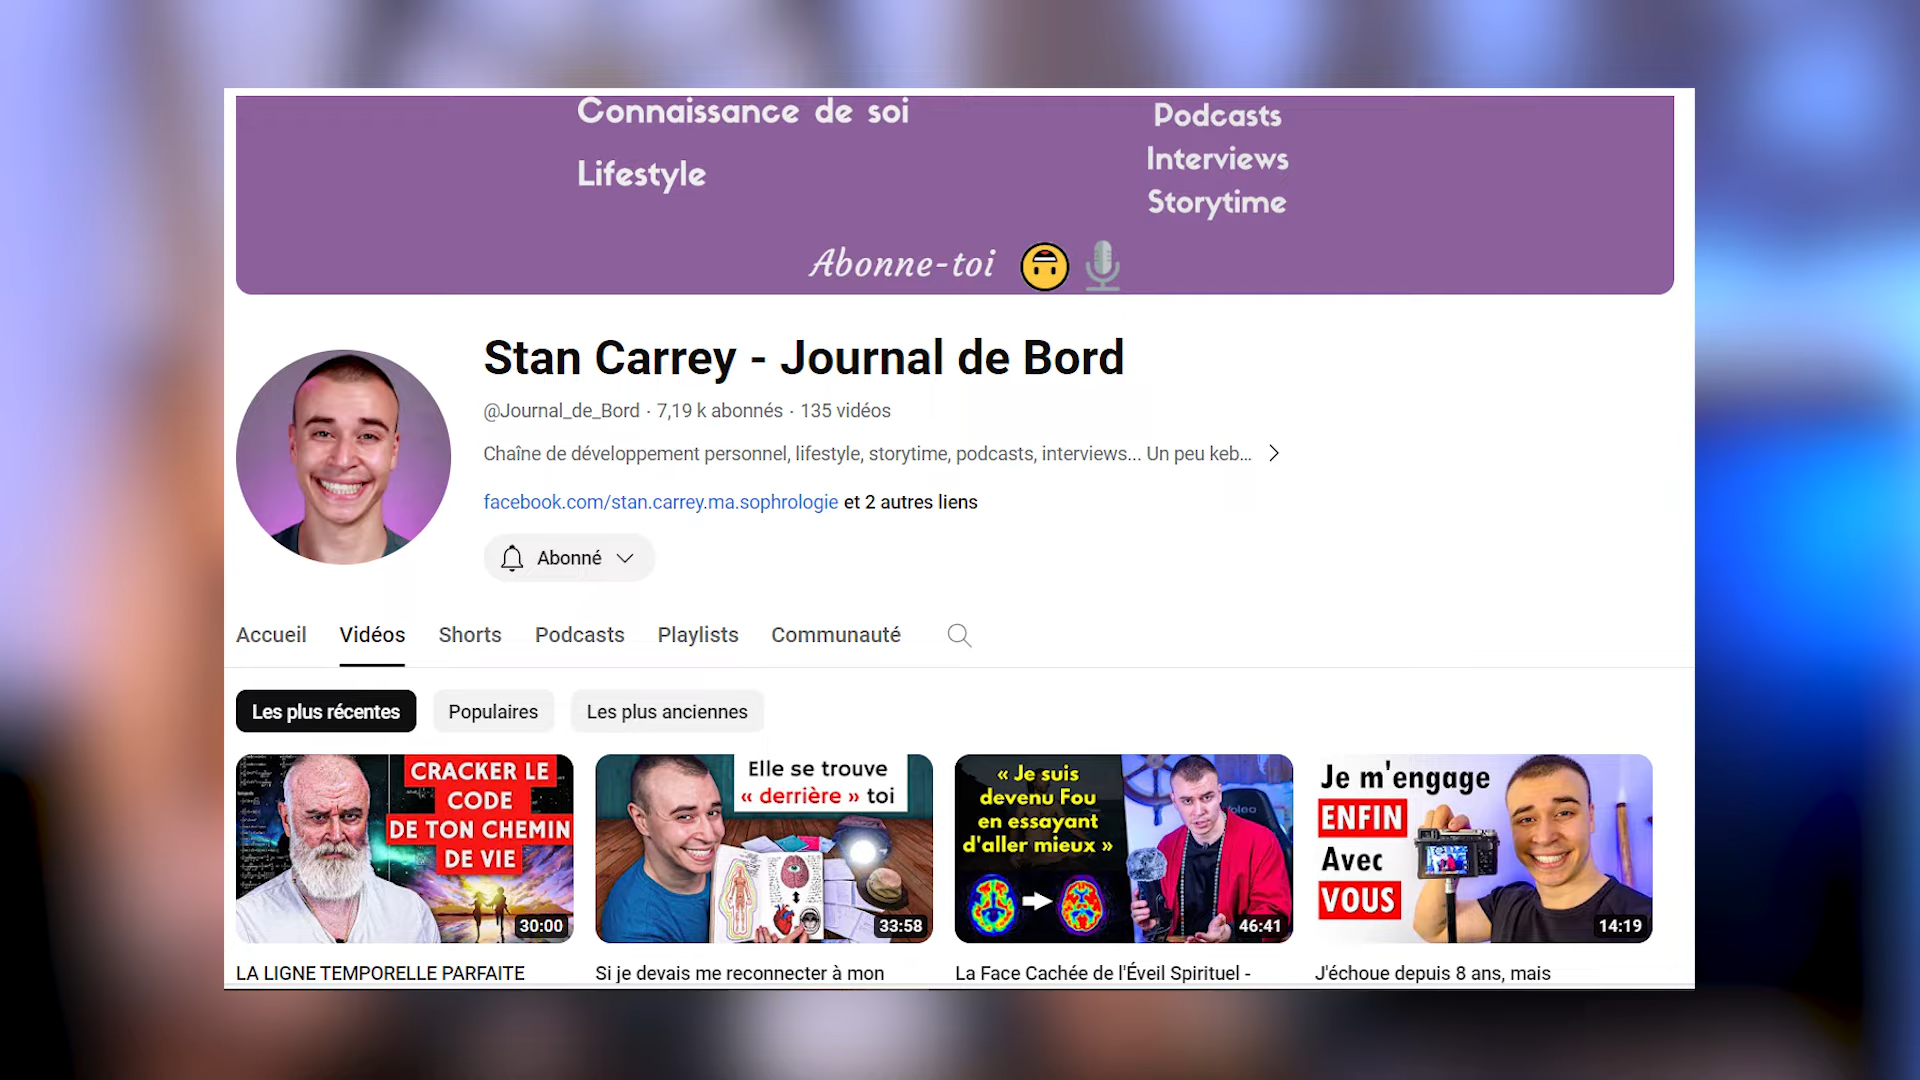 Connaissance de soi
Lifestyle
Podcasts
Interviews
Storytime
Abonne-toi
Stan Carrey - Journal de Bord
@Journal_de_Bord · 7,19 k abonnés · 135 vidéos
Chaîne de développement personnel, lifestyle, storytime, podcasts, interviews... Un peu keb...
facebook.com/stan.carrey.ma.sophrologie et 2 autres liens
Abonné
Accueil Vidéos Shorts Podcasts Playlists Communauté
Les plus récentes Populaires Les plus anciennes
CRACKER LE
CODE
DE TON CHEMIN
DE VIE
30:00
Elle se trouve
« derrière » toi
33:58
« Je suis
devenu Fou
en essayant
d'aller mieux »
46:41
Je m'engage
ENFIN
Avec
VOUS
14:19
LA LIGNE TEMPORELLE PARFAITE
Si je devais me reconnecter à mon
La Face Cachée de l'Éveil Spirituel -
J'échoue depuis 8 ans, mais